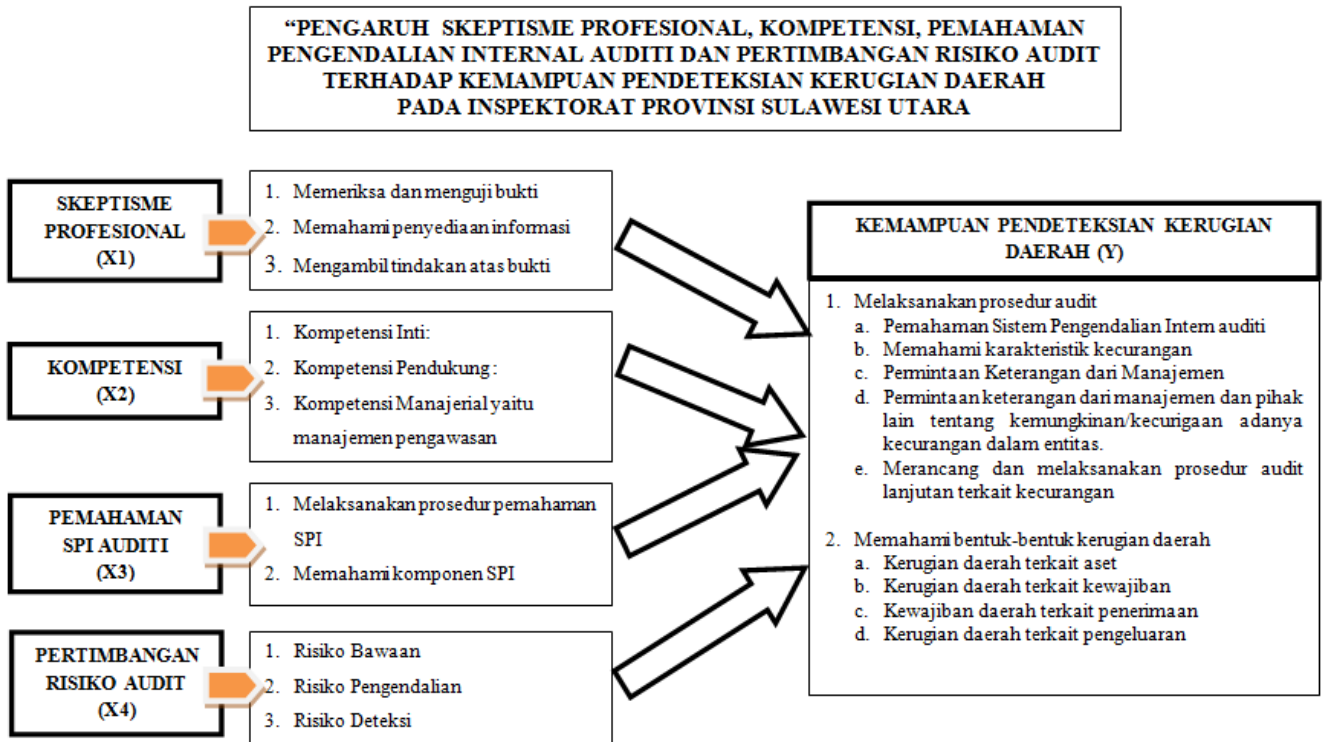 “PENGARUH SKEPTISME PROFESIONAL, KOMPETENSI, PEMAHAMAN
PENGENDALIAN INTERNAL AUDITI DAN PERTIMBANGAN RISIKO AUDIT
TERHADAP KEMAMPUAN PENDETEKSIAN KERUGIAN DAERAH
PADA INSPEKTORAT PROVINSI SULAWESI UTARA
SKEPTISME
PROFESIONAL
(X1)
1. Memeriksa dan menguji bukti
2. Memahami penyediaan informasi
3. Mengambil tindakan atas bukti
KOMPETENSI
(X2)
1. Kompetensi Inti:
2. Kompetensi Pendukung :
3. Kompetensi Manajerial yaitu
manajemen pengawasan
PEMAHAMAN
SPI AUDITI
(X3)
1. Melaksanakan prosedur pemahaman
SPI
2. Memahami komponen SPI
PERTIMBANGAN
RISIKO AUDIT
(X4)
1. Risiko Bawaan
2. Risiko Pengendalian
3. Risiko Deteksi
KEMAMPUAN PENDETEKSIAN KERUGIAN
DAERAH (Y)
1. Melaksanakan prosedur audit
a. Pemahaman Sistem Pengendalian Intern auditi
b. Memahami karakteristik kecurangan
c. Permintaan Keterangan dari Manajemen
d. Permintaan keterangan dari manajemen dan pihak
lain tentang kemungkinan/kecurigaan adanya
kecurangan dalam entitas.
e. Merancang dan melaksanakan prosedur audit
lanjutan terkait kecurangan
2. Memahami bentuk-bentuk kerugian daerah
a. Kerugian daerah terkait aset
b. Kerugian daerah terkait kewajiban
c. Kewajiban daerah terkait penerimaan
d. Kerugian daerah terkait pengeluaran